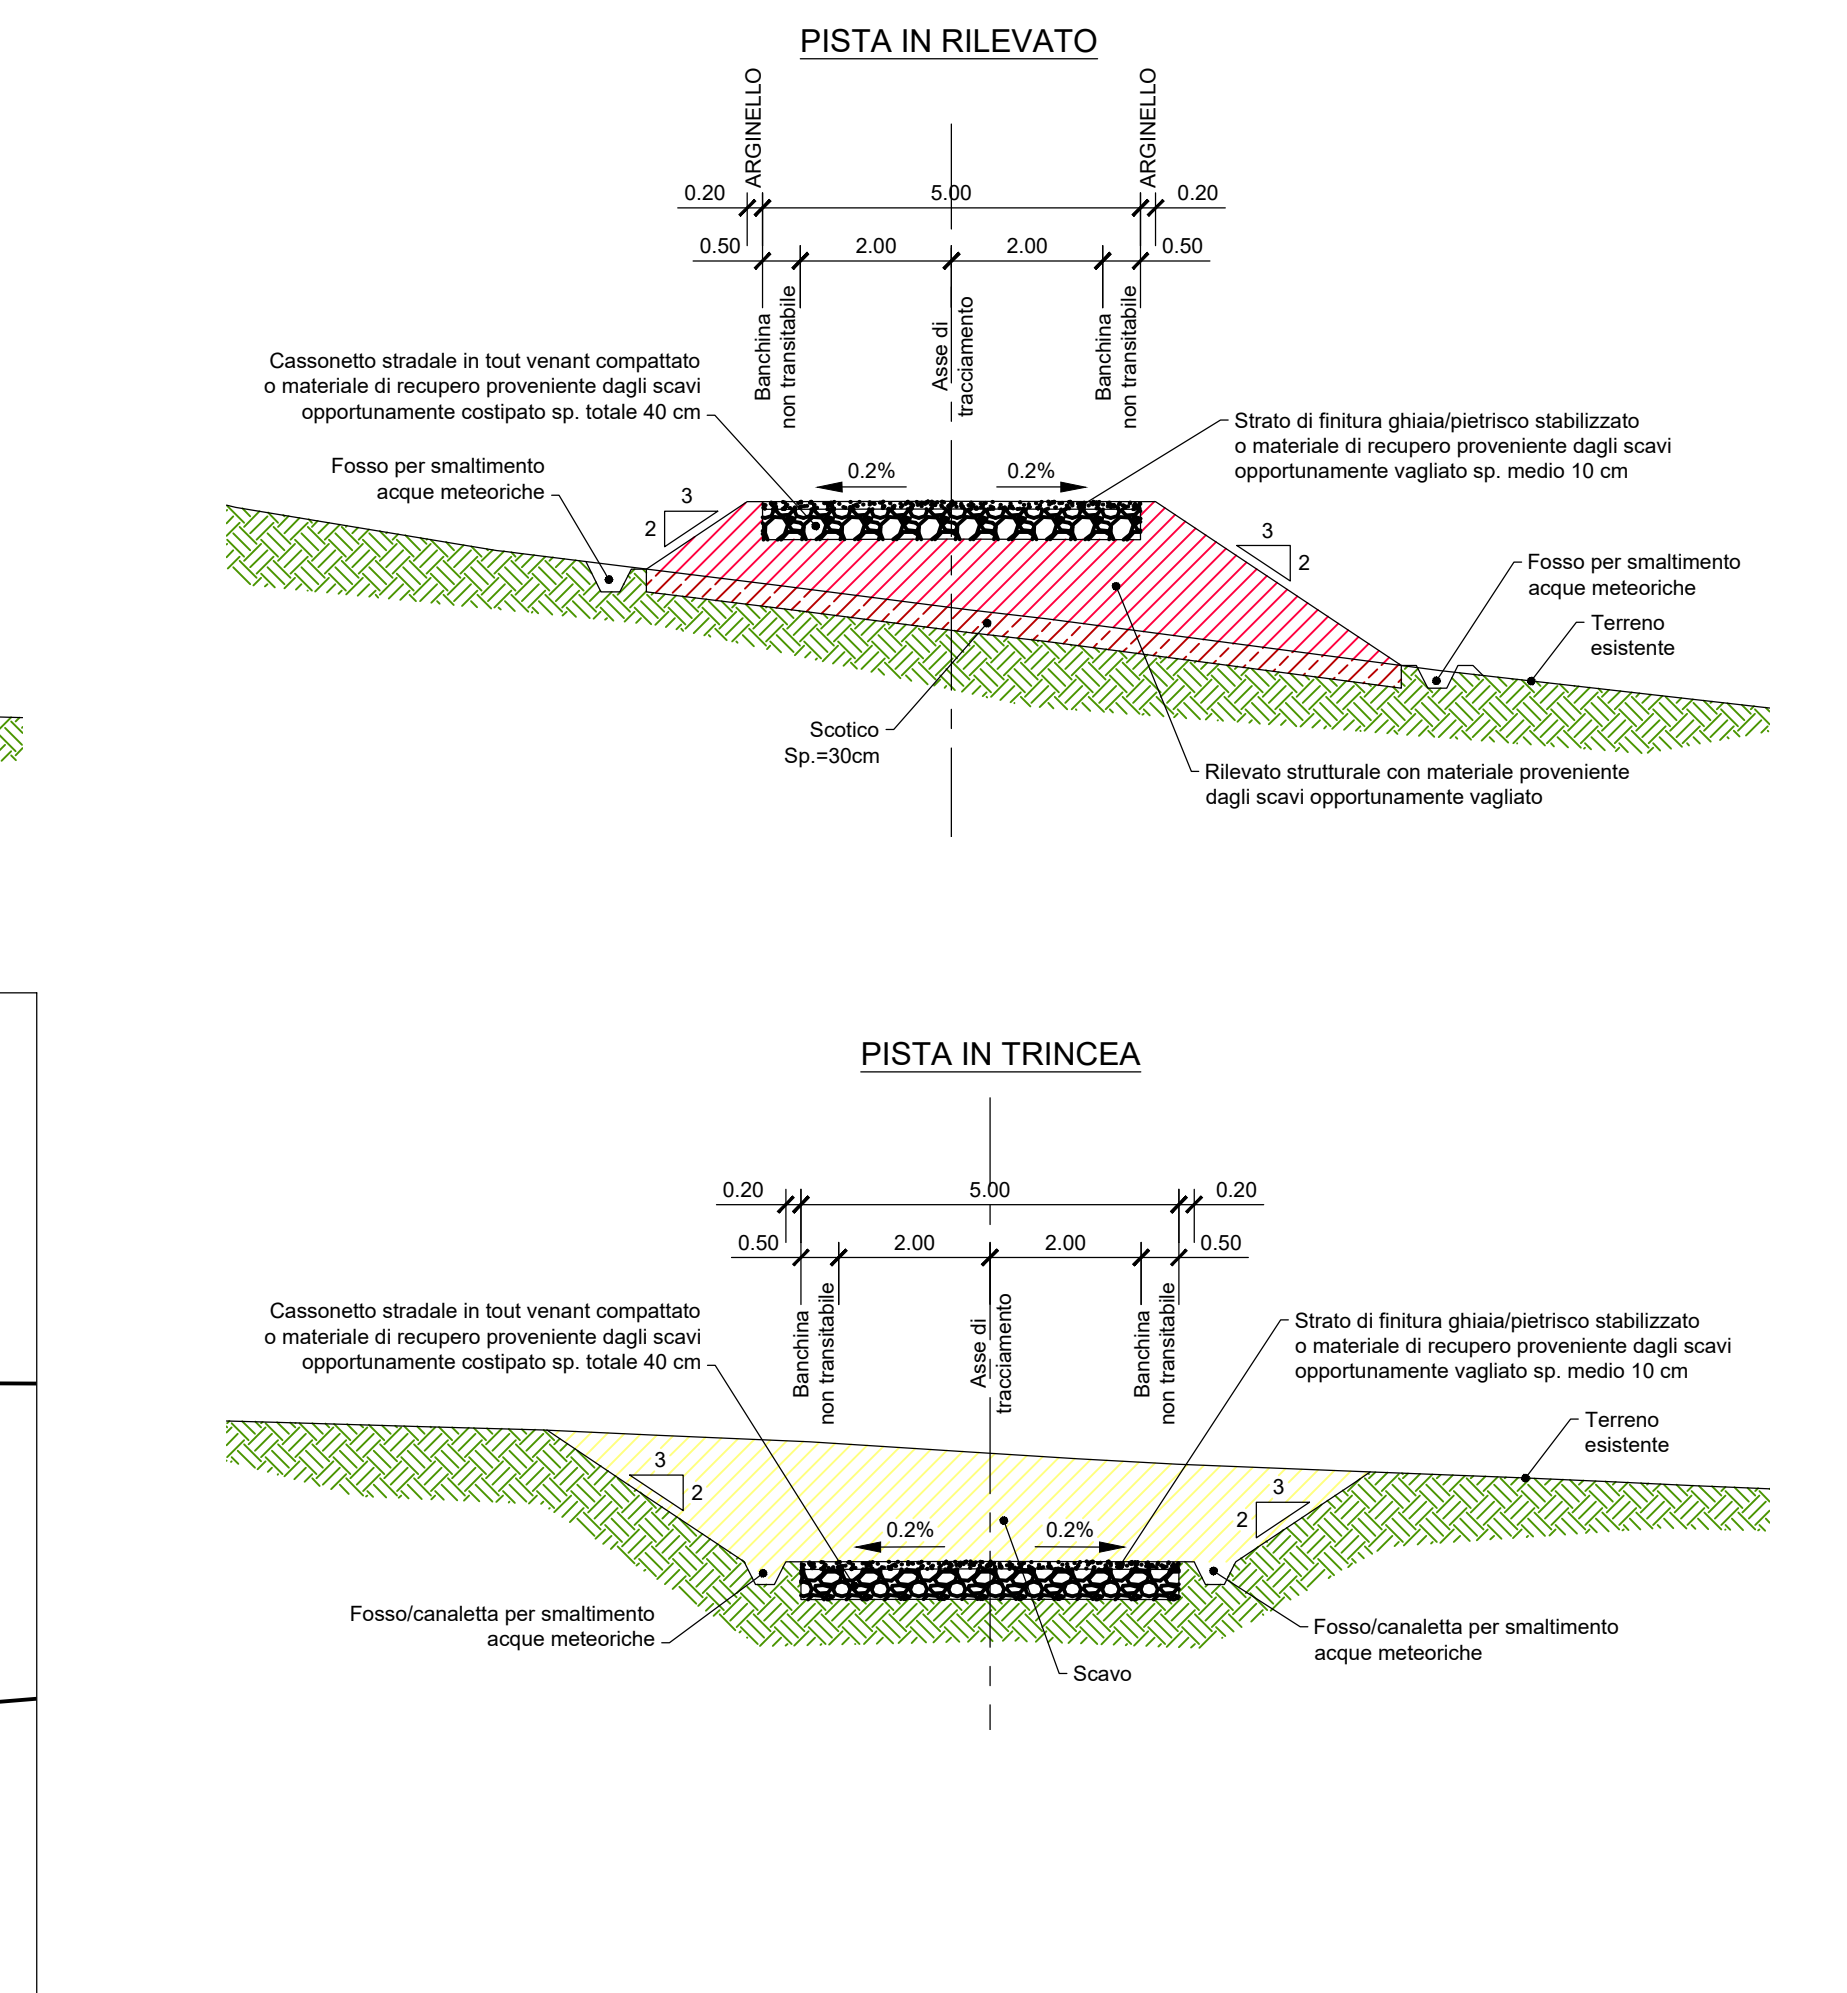 PISTA IN RILEVATO
ARGINELLO
ARGINELLO
0.20
5.00
0.20
0.50
2.00
2.00
0.50
Banchina
non transitabile
Asse di
tracciamento
Banchina
non transitabile
Cassonetto stradale in tout venant compattato
o materiale di recupero proveniente dagli scavi
opportunamente costipato sp. totale 40 cm
Strato di finitura ghiaia/pietrisco stabilizzato
o materiale di recupero proveniente dagli scavi
opportunamente vagliato sp. medio 10 cm
Fosso per smaltimento
acque meteoriche
0.2%
0.2%
3
2
3
2
Fosso per smaltimento
acque meteoriche
Terreno
esistente
Scotico
Sp.=30cm
Rilevato strutturale con materiale proveniente
dagli scavi opportunamente vagliato
PISTA IN TRINCEA
0.20
5.00
0.20
0.50
2.00
2.00
0.50
Banchina
non transitabile
Asse di
tracciamento
Banchina
non transitabile
Cassonetto stradale in tout venant compattato
o materiale di recupero proveniente dagli scavi
opportunamente costipato sp. totale 40 cm
Strato di finitura ghiaia/pietrisco stabilizzato
o materiale di recupero proveniente dagli scavi
opportunamente vagliato sp. medio 10 cm
Terreno
esistente
3
2
3
2
0.2%
0.2%
Fosso/canaletta per smaltimento
acque meteoriche
Fosso/canaletta per smaltimento
acque meteoriche
Scavo